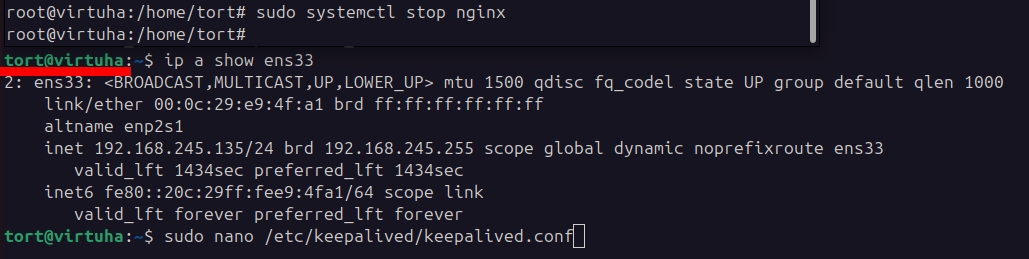 root@virtuha:/home/tort# sudo systemctl stop nginx
root@virtuha:/home/tort#
tort@virtuha:~$ ip a show ens33
2: ens33: <BROADCAST,MULTICAST,UP,LOWER_UP> mtu 1500 qdisc fq_codel state UP group default qlen 1000
link/ether 00:0c:29:e9:4f:a1 brd ff:ff:ff:ff:ff:ff
altname enp2s1
inet 192.168.245.135/24 brd 192.168.245.255 scope global dynamic noprefixroute ens33
valid_lft 1434sec preferred_lft 1434sec
inet6 fe80::20c:29ff:fee9:4fa1/64 scope link
valid_lft forever preferred_lft forever
tort@virtuha:~$ sudo nano /etc/keepalived/keepalived.conf